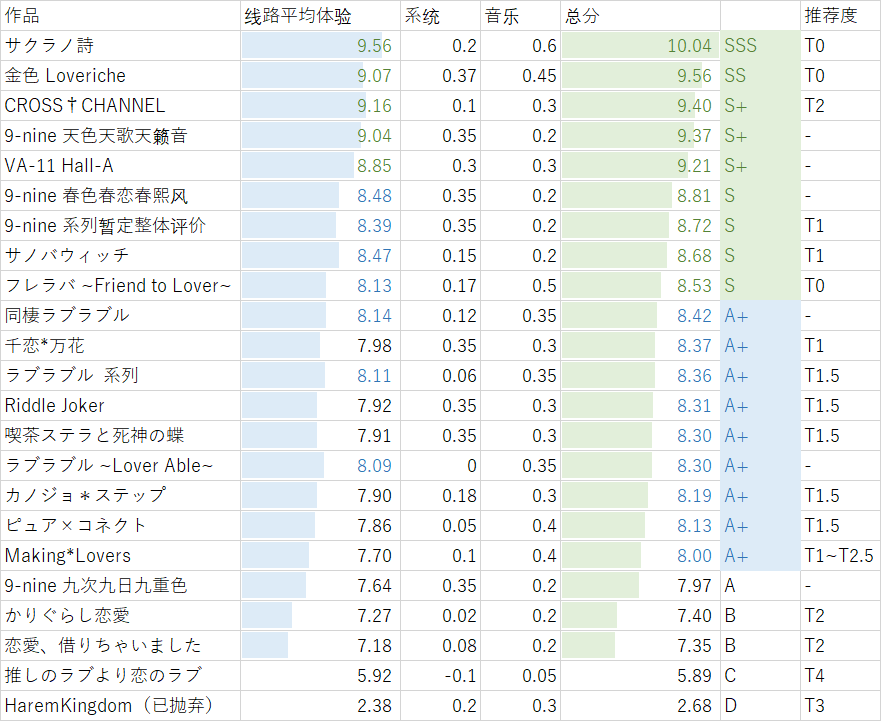 作品 线路平均体验 系统 音乐 总分 推荐度
サクラノ詩 9.56 0.2 0.6 10.04 SSS T0
金色 Loveriche 9.07 0.37 0.45 9.56 SS T0
CROSS†CHANNEL 9.16 0.1 0.3 9.40 S+ T2
9-nine 天色天歌天籁音 9.04 0.35 0.2 9.37 S+ -
VA-11 Hall-A 8.85 0.3 0.3 9.21 S+ -
9-nine 春色春恋春熙风 8.48 0.35 0.2 8.81 S -
9-nine 系列暂定整体评价 8.39 0.35 0.2 8.72 S T1
サノバウィッチ 8.47 0.15 0.2 8.68 S T1
フレラバ ~Friend to Lover~ 8.13 0.17 0.5 8.53 S T0
同棲ラブラブル 8.14 0.12 0.35 8.42 A+ -
千恋*万花 7.98 0.35 0.3 8.37 A+ T1
ラブラブル 系列 8.11 0.06 0.35 8.36 A+ T1.5
Riddle Joker 7.92 0.35 0.3 8.31 A+ T1.5
喫茶ステラと死神の蝶 7.91 0.35 0.3 8.30 A+ T1.5
ラブラブル ~Lover Able~ 8.09 0 0.35 8.30 A+ -
カノジョ＊ステップ 7.90 0.18 0.3 8.19 A+ T1.5
ピュア×コネクト 7.86 0.05 0.4 8.13 A+ T1.5
Making*Lovers 7.70 0.1 0.4 8.00 A+ T1~T2.5
9-nine 九次九日九重色 7.64 0.35 0.2 7.97 A -
かりぐらし恋愛 7.27 0.02 0.2 7.40 B T2
恋愛、借りちゃいました 7.18 0.08 0.2 7.35 B T2
推しのラブより恋のラブ 5.92 -0.1 0.05 5.89 C T4
HaremKingdom（已抛弃） 2.38 0.2 0.3 2.68 D T3